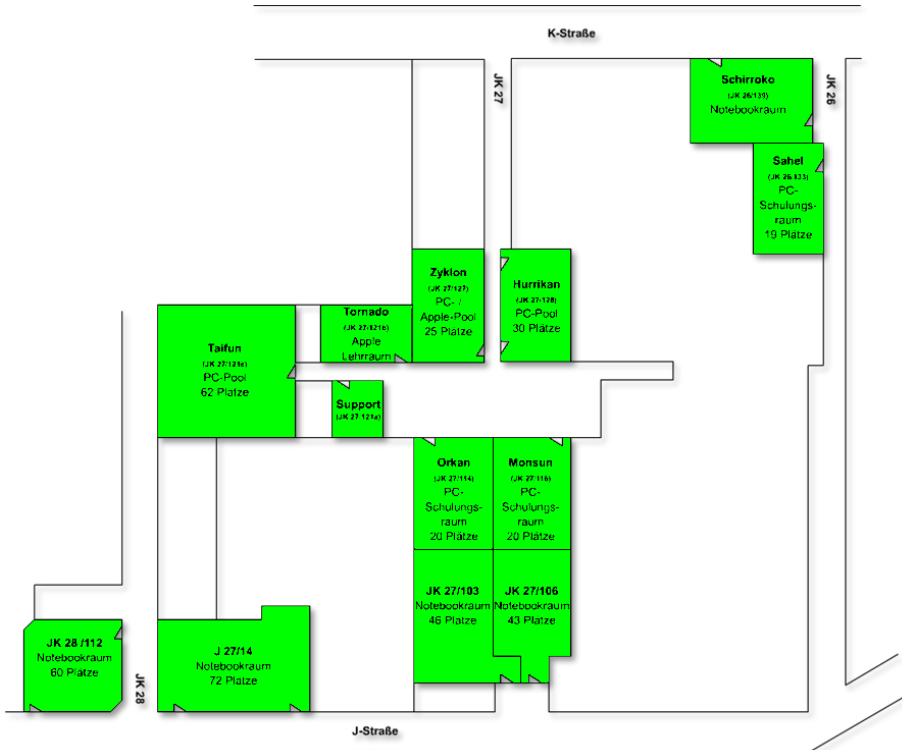 K-Straße
JK 27
JK 26
Schirroko
(JK 26/139)
Notebookraum
Sahel
(JK 26/133)
PC-
Schulungs-
raum
19 Plätze
Zyklon
(JK 27/127)
PC- /
Apple-Pool
25 Plätze
Hurrikan
(JK 27-128)
PC-Pool
30 Plätze
Tornado
(JK 27-121b)
Apple
Lehrraum
Taifun
(JK 27/121c)
PC-Pool
62 Plätze
Support
(JK 27-121a)
Orkan
(JK 27/114)
PC-
Schulungs-
raum
20 Plätze
Monsun
(JK 27/116)
PC-
Schulungs-
raum
20 Plätze
JK 27/103
Notebookraum
46 Plätze
JK 27/106
Notebookraum
43 Plätze
JK 28 /112
Notebookraum
60 Plätze
JK 28
J 27/14
Notebookraum
72 Plätze
J-Straße